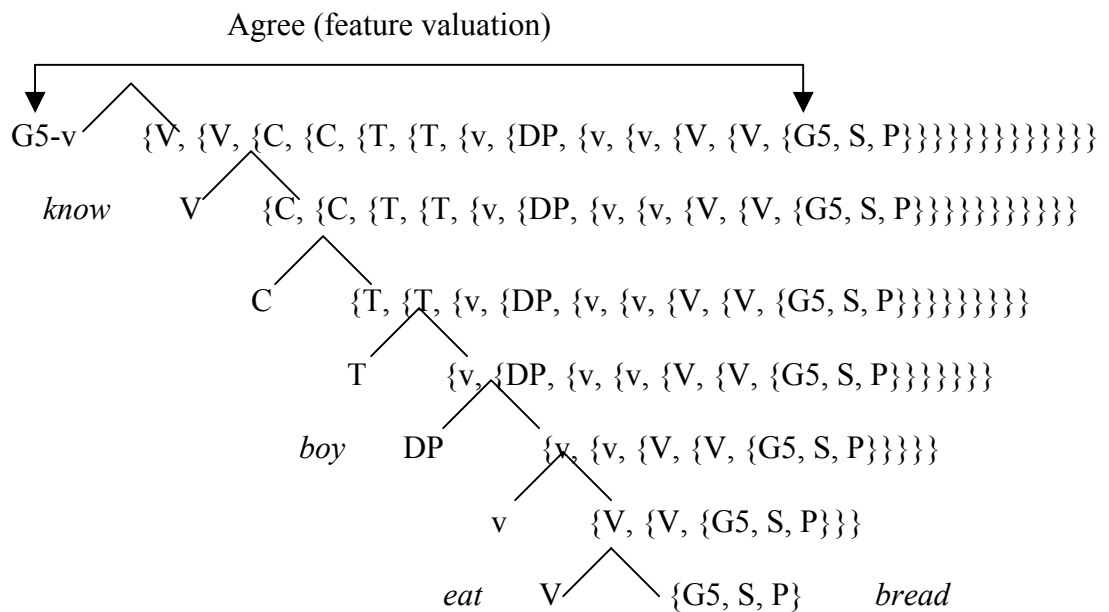 Agree (feature valuation)
G5-v {V, {V, {C, {C, {T, {T, {v, {DP, {v, {v, {V, {V, {G5, S, P}}}}}}}}}}}}}
know V {C, {C, {T, {T, {v, {DP, {v, {v, {V, {V, {G5, S, P}}}}}}}}}}}
C {T, {T, {v, {DP, {v, {v, {V, {V, {G5, S, P}}}}}}}}}
T {v, {DP, {v, {v, {V, {V, {G5, S, P}}}}}}}
boy DP {v, {v, {V, {V, {G5, S, P}}}}}
v {V, {V, {G5, S, P}}}
eat V {G5, S, P} bread